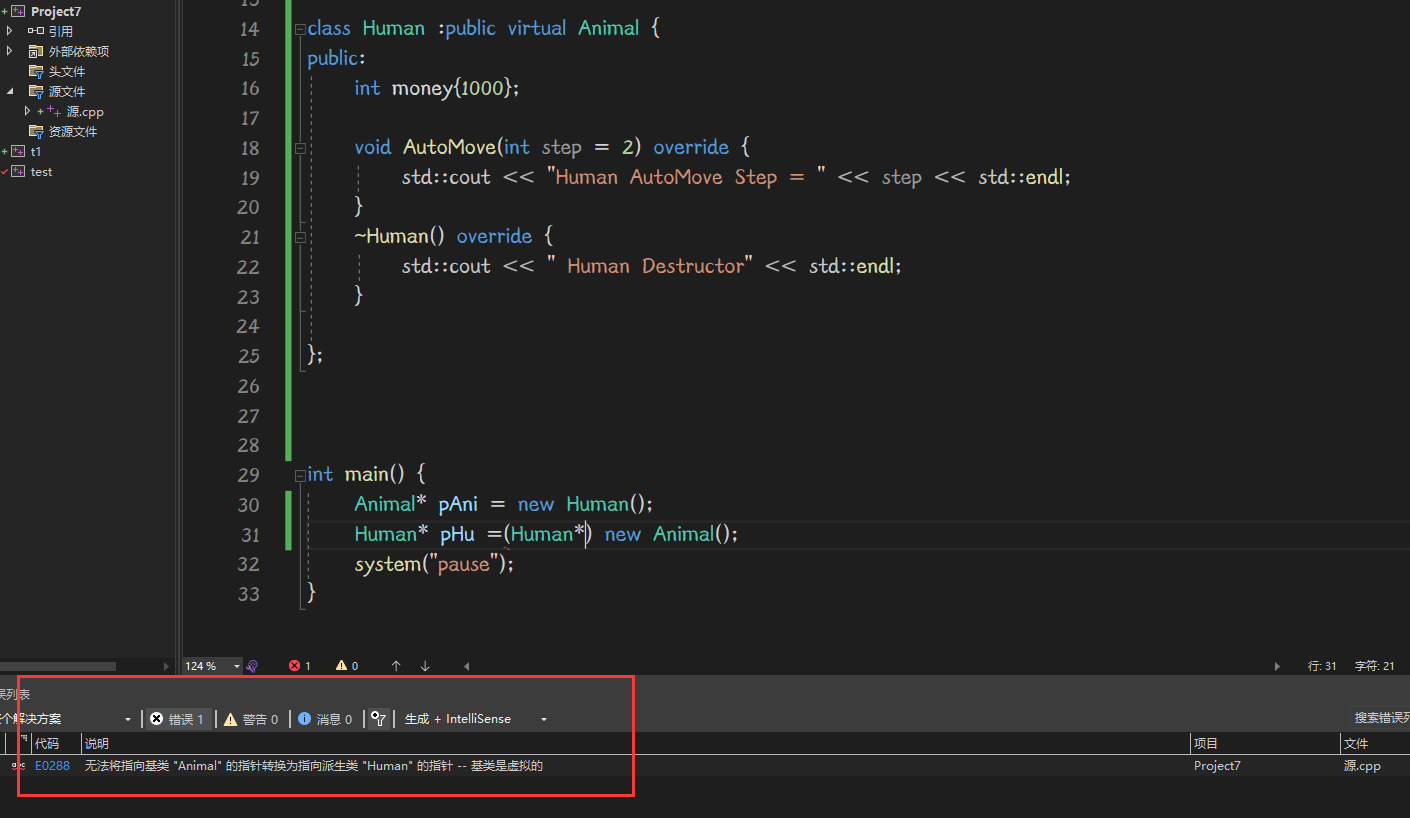 Project7
引用
外部依赖项
头文件
源文件
源.cpp
资源文件
t1
test
13
14 class Human :public virtual Animal {
15 public:
16 int money{1000};
17
18 void AutoMove(int step = 2) override {
19 std::cout << "Human AutoMove Step = " << step << std::endl;
20 }
21 ~Human() override {
22 std::cout << " Human Destructor" << std::endl;
23 }
24
25 };
26
27
28
29 int main() {
30 Animal* pAni = new Human();
31 Human* pHu =(Human*) new Animal();
32 system("pause");
33 }
124 % 1 0 行: 31 字符: 21
误列表
个解决方案 错误 1 警告 0 消息 0 生成 + IntelliSense 搜索错误列
代码 说明 项目 文件
abc E0288 无法将指向基类 "Animal" 的指针转换为指向派生类 "Human" 的指针 -- 基类是虚拟的 Project7 源.cpp